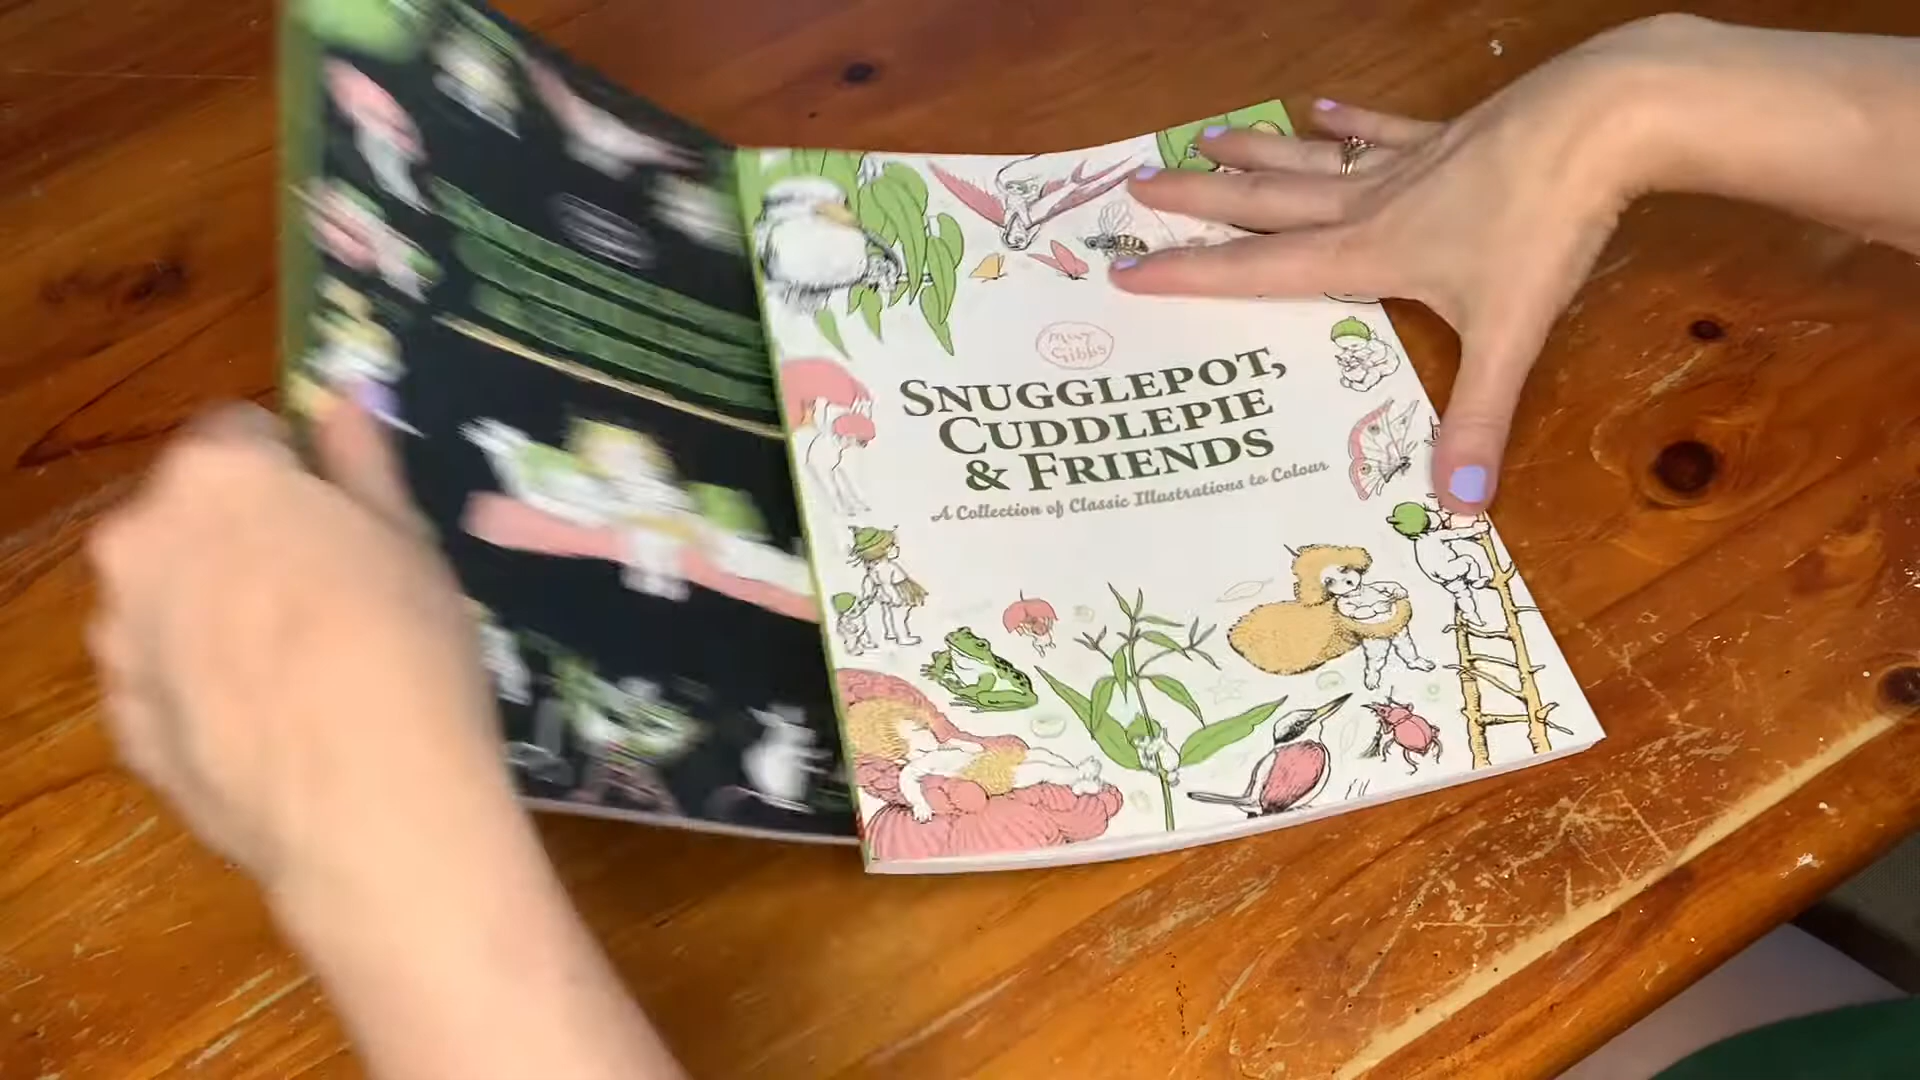 May
Gibbs
SNUGGLEPOT,
CUDDLEPIE
& FRIENDS
A Collection of Classic Illustrations to Colour